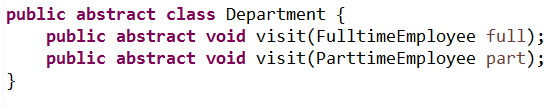 public abstract class Department {
    public abstract void visit(FulltimeEmployee full);
    public abstract void visit(ParttimeEmployee part);
}